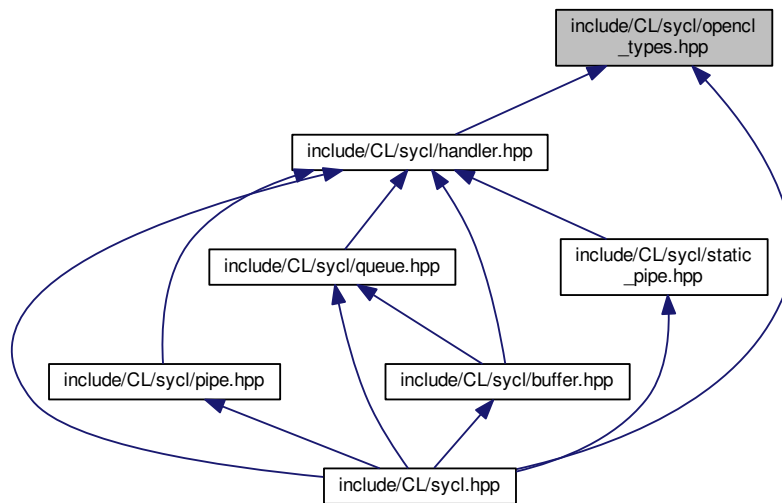 include/CL/sycl/opencl
_types.hpp
include/CL/sycl/handler.hpp
include/CL/sycl/queue.hpp
include/CL/sycl/static
_pipe.hpp
include/CL/sycl/pipe.hpp
include/CL/sycl/buffer.hpp
include/CL/sycl.hpp